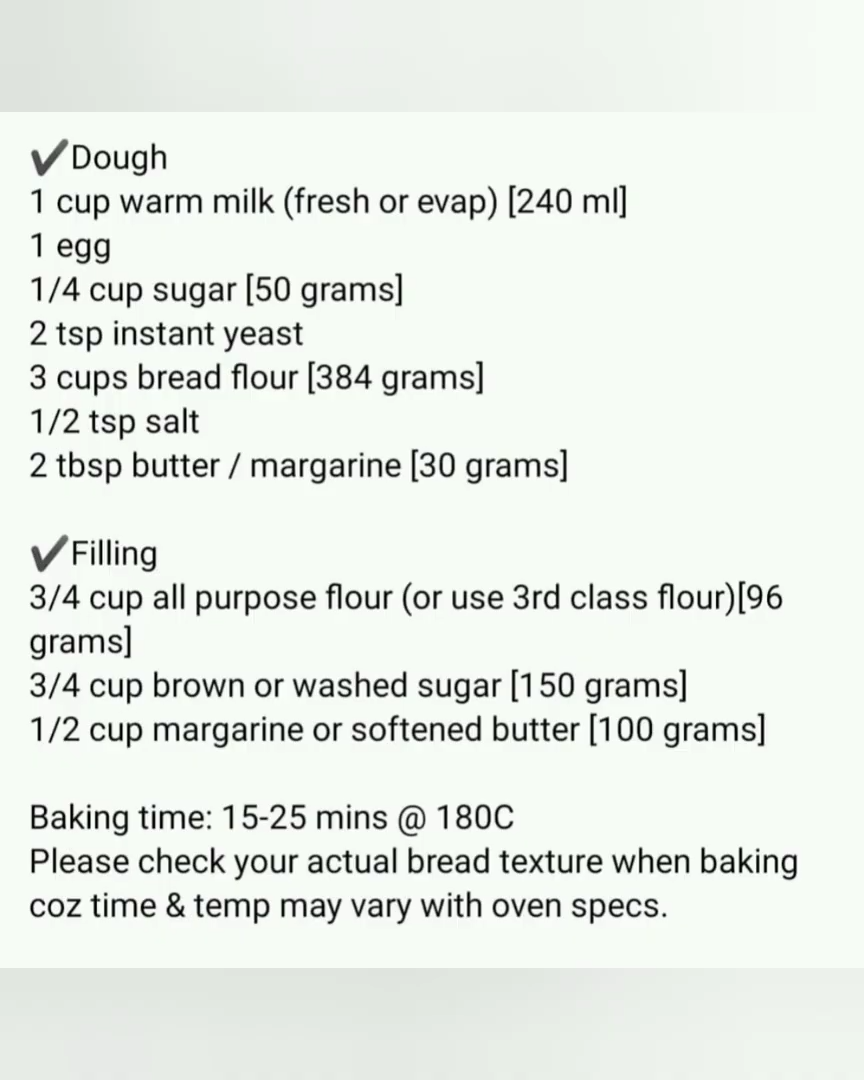 ✔Dough
1 cup warm milk (fresh or evap) [240 ml]
1 egg
1/4 cup sugar [50 grams]
2 tsp instant yeast
3 cups bread flour [384 grams]
1/2 tsp salt
2 tbsp butter / margarine [30 grams]
✔Filling
3/4 cup all purpose flour (or use 3rd class flour)[96
grams]
3/4 cup brown or washed sugar [150 grams]
1/2 cup margarine or softened butter [100 grams]
Baking time: 15-25 mins @ 180C
Please check your actual bread texture when baking
coz time & temp may vary with oven specs.